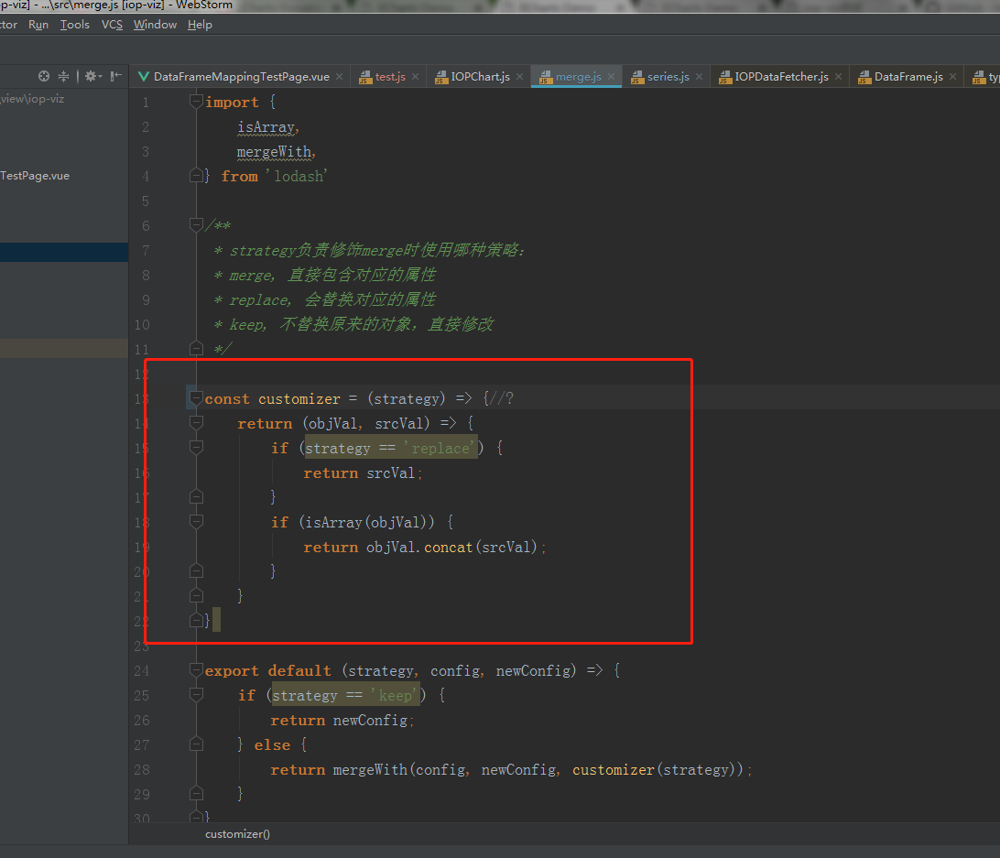 op-viz] - ...\src\merge.js [iop-viz] - WebStorm
tor Run Tools VCS Window Help
DataFrameMappingTestPage.vue test.js IOPChart.js merge.js series.js IOPDataFetcher.js DataFrame.js typ
view\iop-viz
TestPage.vue
1 import {
2 isArray,
3 mergeWith,
4 } from 'lodash'
5
6 /**
7 * strategy负责修饰merge时使用哪种策略:
8 * merge, 直接包含对应的属性
9 * replace, 会替换对应的属性
10 * keep, 不替换原来的对象, 直接修改
11 */
12
13 const customizer = (strategy) => {//?
14 return (objVal, srcVal) => {
15 if (strategy == 'replace') {
16 return srcVal;
17 }
18 if (isArray(objVal)) {
19 return objVal.concat(srcVal);
20 }
21 }
22 }
23
24 export default (strategy, config, newConfig) => {
25 if (strategy == 'keep') {
26 return newConfig;
27 } else {
28 return mergeWith(config, newConfig, customizer(strategy));
29 }
30 }
customizer()